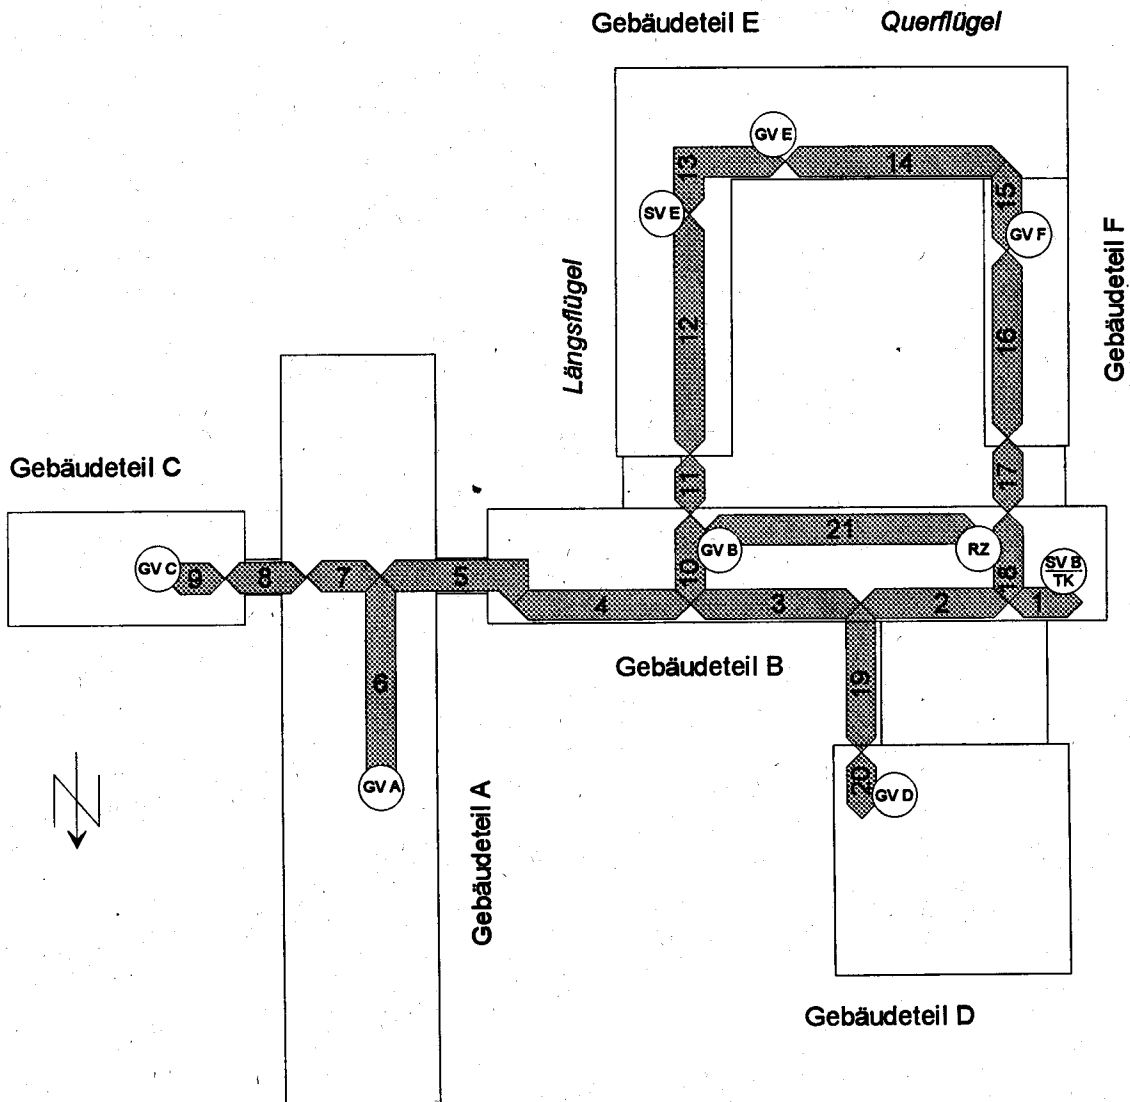 Gebäudeteil E
Querflügel
GV E
13
14
15
SV E
GV F
Gebäudeteil F
Längsflügel
12
16
Gebäudeteil C
11
17
21
GV B
RZ
SV B
TK
GV C
9
8
7
5
10
18
4
3
2
1
Gebäudeteil B
6
19
GV A
20
GV D
Gebäudeteil A
N
Gebäudeteil D